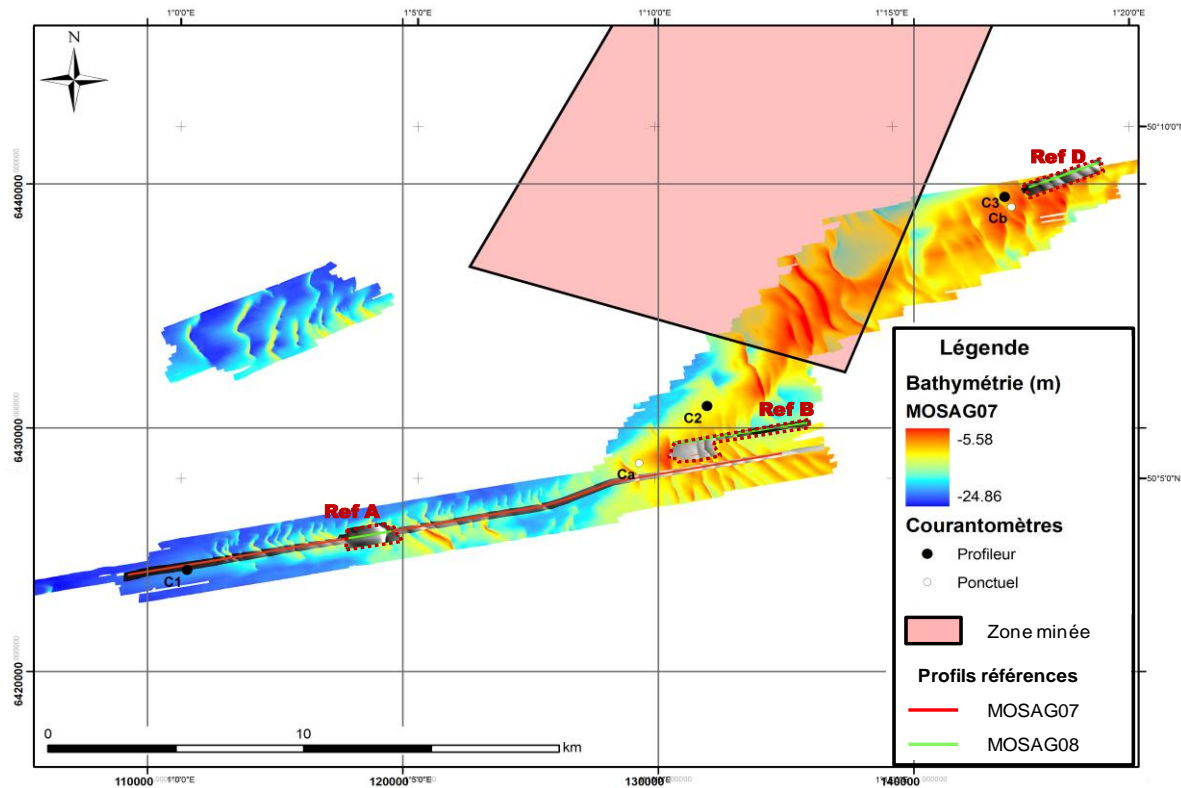 1°0'0"E 1°5'0"E 1°10'0"E 1°15'0"E 1°20'0"E
N
50°10'0"N
Ref D
6440000
C3
Cb
Légende
Bathymétrie (m)
MOSAG07
C2
Ref B
6430000
-5.58
Ca
50°5'0"N
-24.86
Ref A
Courantomètres
Profileur
C1
Ponctuel
Zone minée
6420000
Profils références
MOSAG07
0 10 km
MOSAG08
110000 1°0'0"E 120000 130000 140000